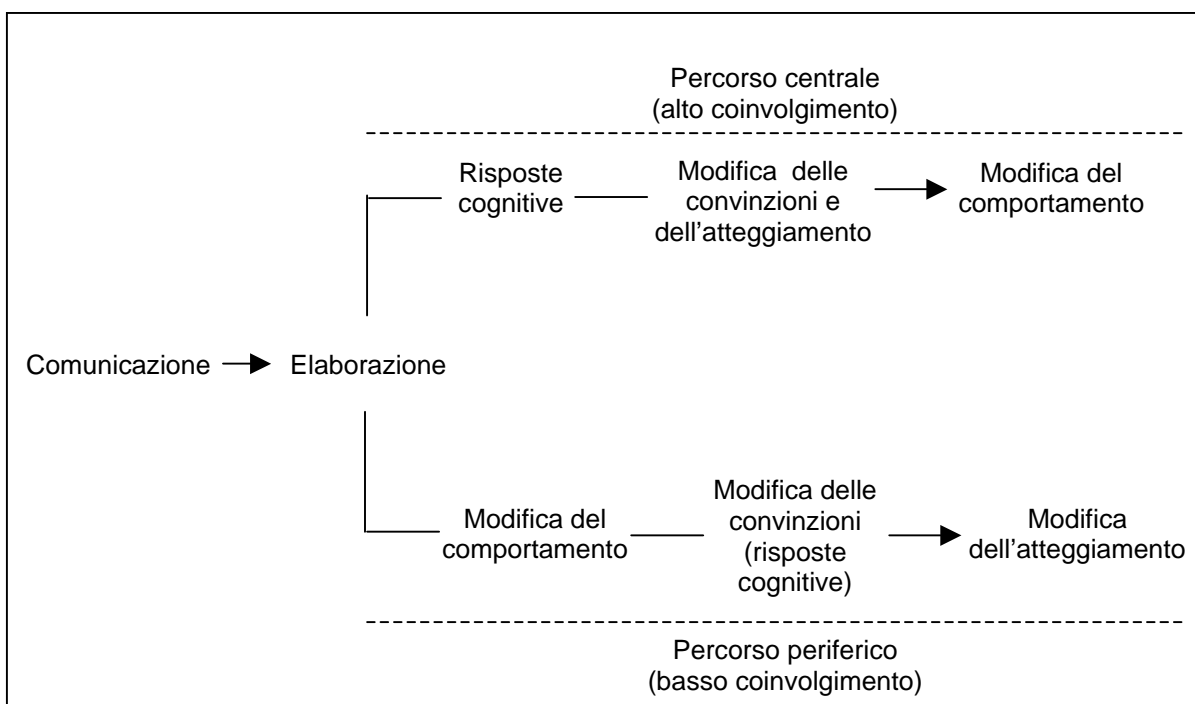 Percorso centrale
(alto coinvolgimento)
Risposte
cognitive
Modifica delle
convinzioni e
dell'atteggiamento
Modifica del
comportamento
Comunicazione
Elaborazione
Modifica del
comportamento
Modifica delle
convinzioni
(risposte
cognitive)
Modifica
dell'atteggiamento
Percorso periferico
(basso coinvolgimento)